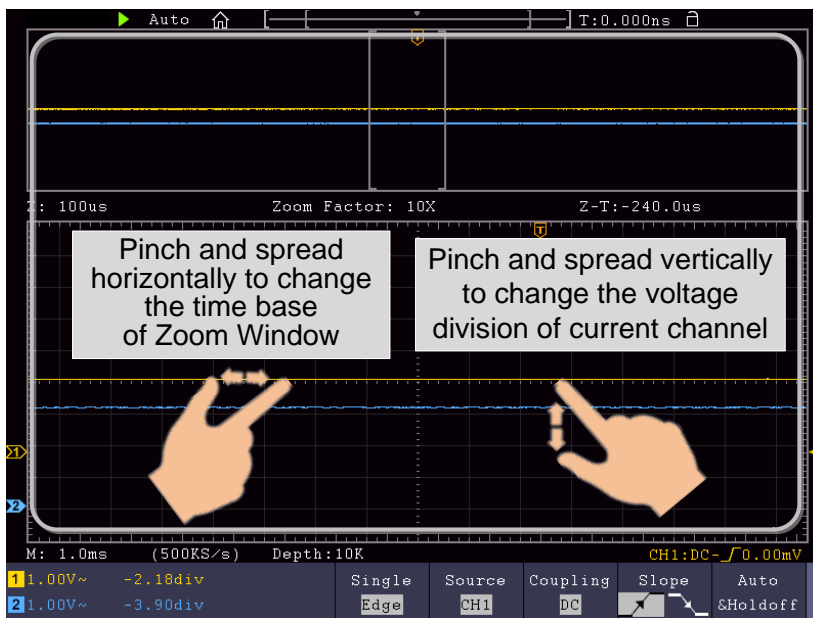 Auto T:0.000ns
T
Z: 100us Zoom Factor: 10X Z-T:-240.0us
T
Pinch and spread
horizontally to change
the time base
of Zoom Window
Pinch and spread vertically
to change the voltage
division of current channel
1
2
M: 1.0ms (500KS/s) Depth:10K CH1:DC- 0.00mV
1 1.00V~ -2.18div Single Source Coupling Slope Auto
2 1.00V~ -3.90div Edge CH1 DC &Holdoff